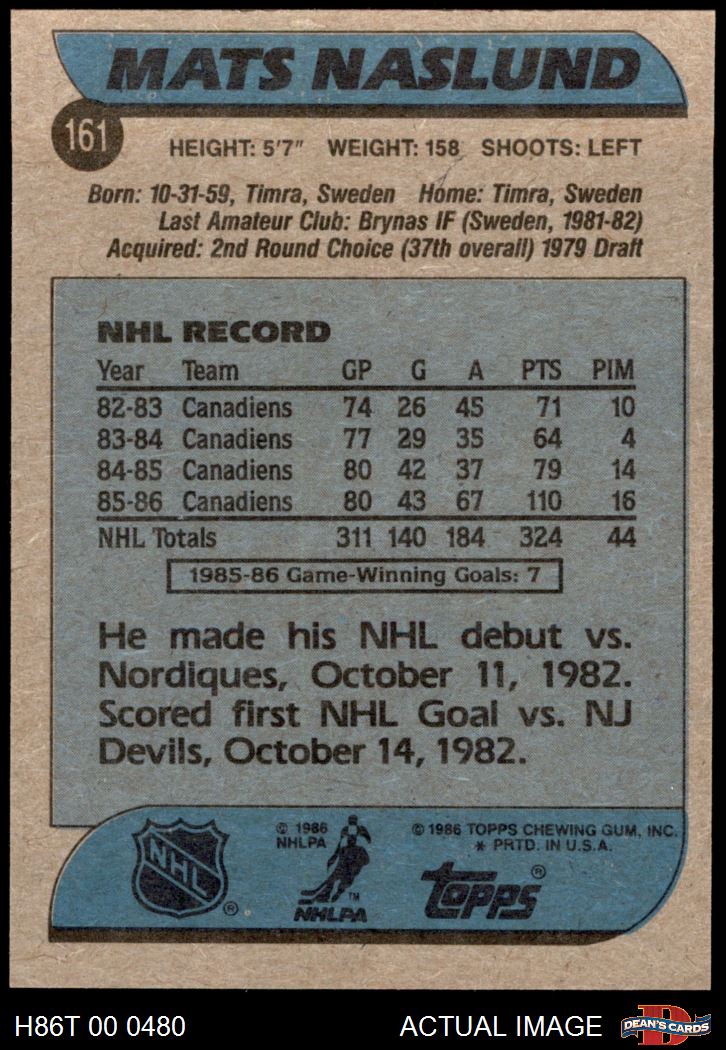 MATS NASLUND
161
HEIGHT: 5'7" WEIGHT: 158 SHOOTS: LEFT
Born: 10-31-59, Timra, Sweden Home: Timra, Sweden
Last Amateur Club: Brynas IF (Sweden, 1981-82)
Acquired: 2nd Round Choice (37th overall) 1979 Draft
NHL RECORD
Year Team GP G A PTS PIM
82-83 Canadiens 74 26 45 71 10
83-84 Canadiens 77 29 35 64 4
84-85 Canadiens 80 42 37 79 14
85-86 Canadiens 80 43 67 110 16
NHL Totals 311 140 184 324 44
1985-86 Game-Winning Goals: 7
He made his NHL debut vs.
Nordiques, October 11, 1982.
Scored first NHL Goal vs. NJ
Devils, October 14, 1982.
NHL ®
© 1986
NHLPA
TM
NHLPA
© 1986 TOPPS CHEWING GUM, INC.
* PRTD. IN U.S.A.
TOPPS ®
H86T 00 0480 ACTUAL IMAGE
D
DEAN'S CARDS